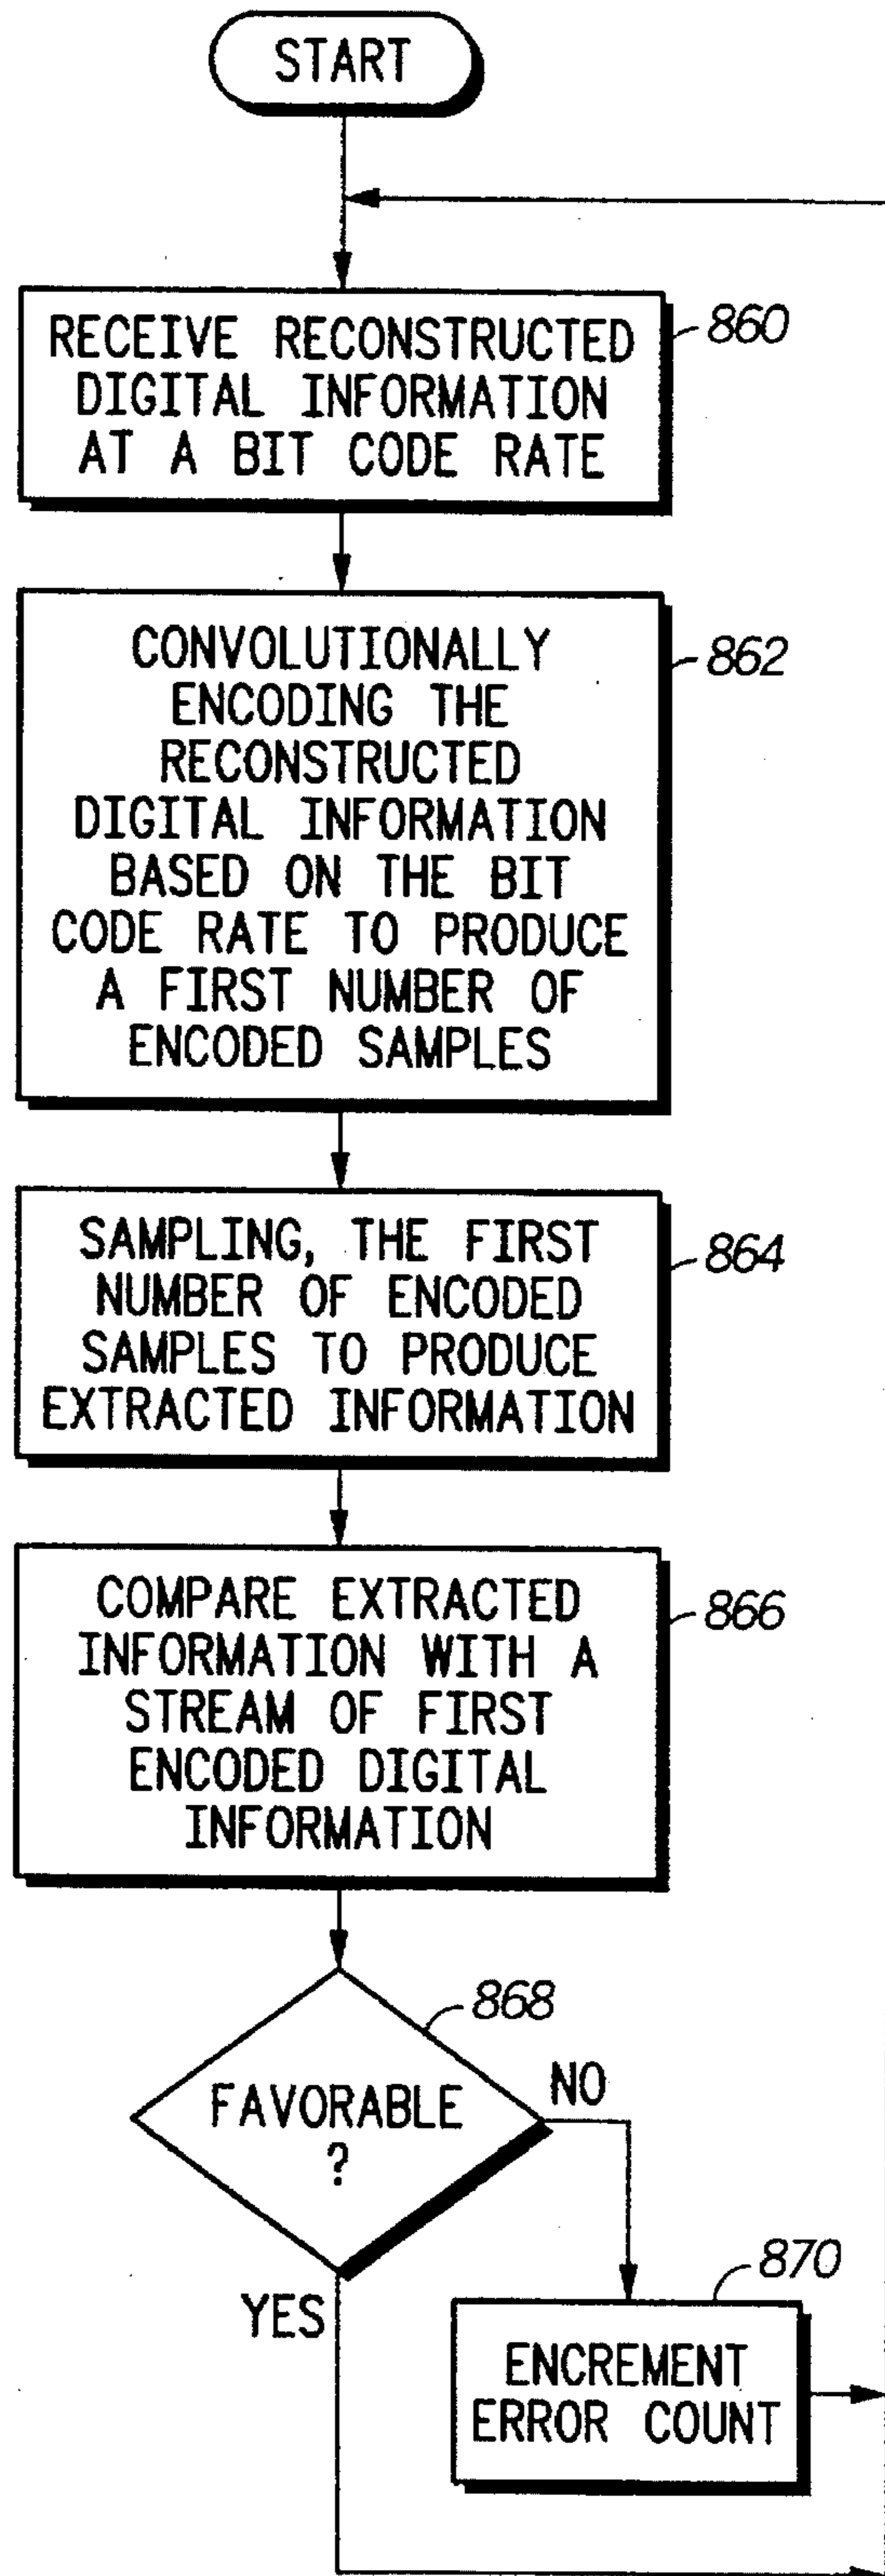 START
RECEIVE RECONSTRUCTED
DIGITAL INFORMATION
AT A BIT CODE RATE
860
CONVOLUTIONALLY
ENCODING THE
RECONSTRUCTED
DIGITAL INFORMATION
BASED ON THE BIT
CODE RATE TO PRODUCE
A FIRST NUMBER OF
ENCODED SAMPLES
862
SAMPLING, THE FIRST
NUMBER OF ENCODED
SAMPLES TO PRODUCE
EXTRACTED INFORMATION
864
COMPARE EXTRACTED
INFORMATION WITH A
STREAM OF FIRST
ENCODED DIGITAL
INFORMATION
866
868
FAVORABLE
?
NO
YES
870
ENCREMENT
ERROR COUNT